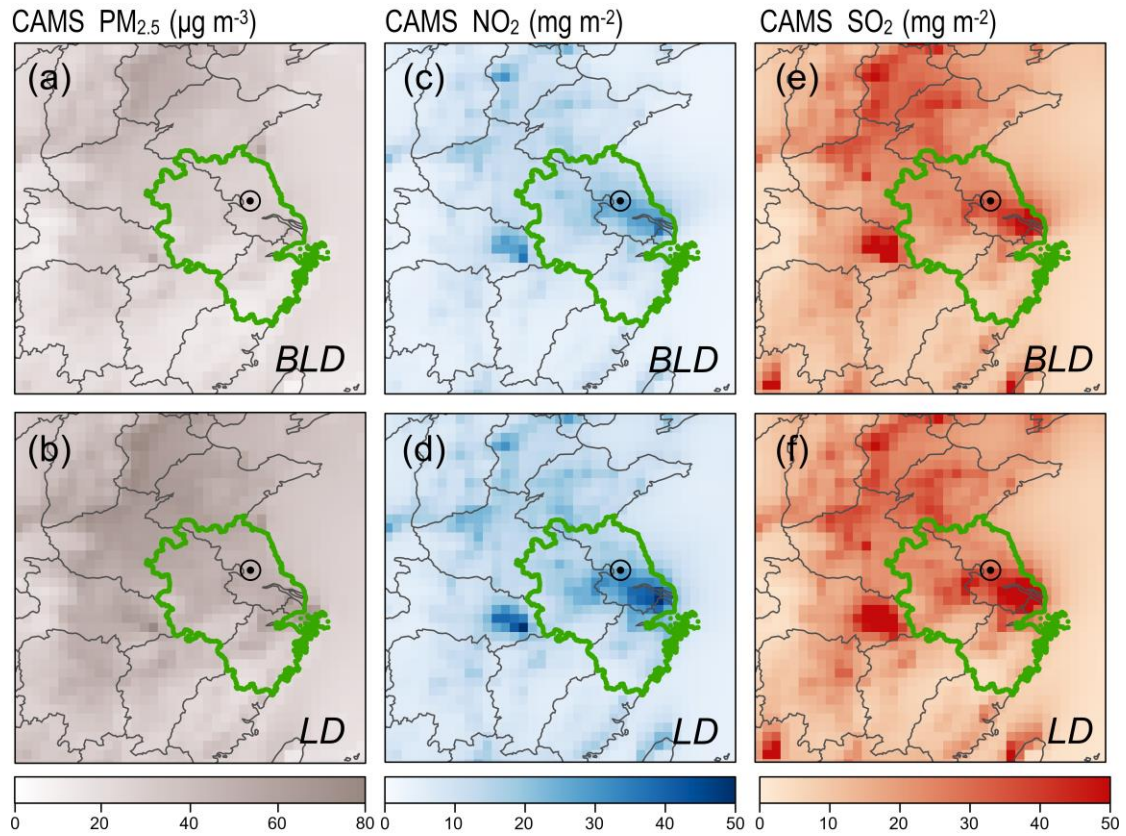 CAMS PM2.5 (µg m-3) CAMS NO2 (mg m-2) CAMS SO2 (mg m-2)
(a) (c) (e)
BLD BLD BLD
(b) (d) (f)
LD LD LD
0 20 40 60 80 0 10 20 30 40 50 0 10 20 30 40 50